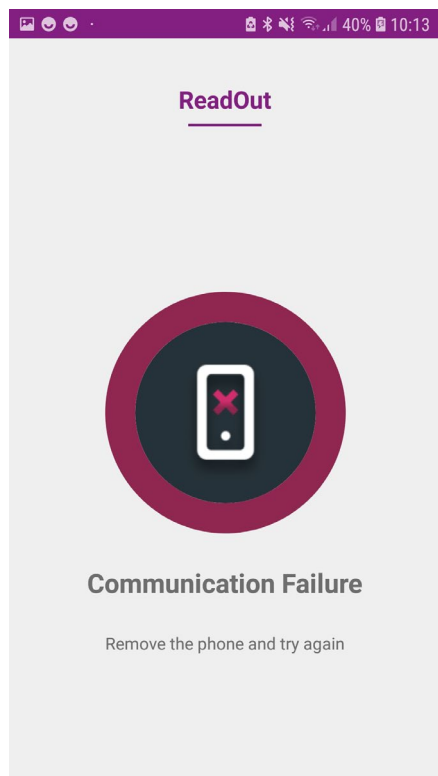 40% 10:13
ReadOut
Communication Failure
Remove the phone and try again